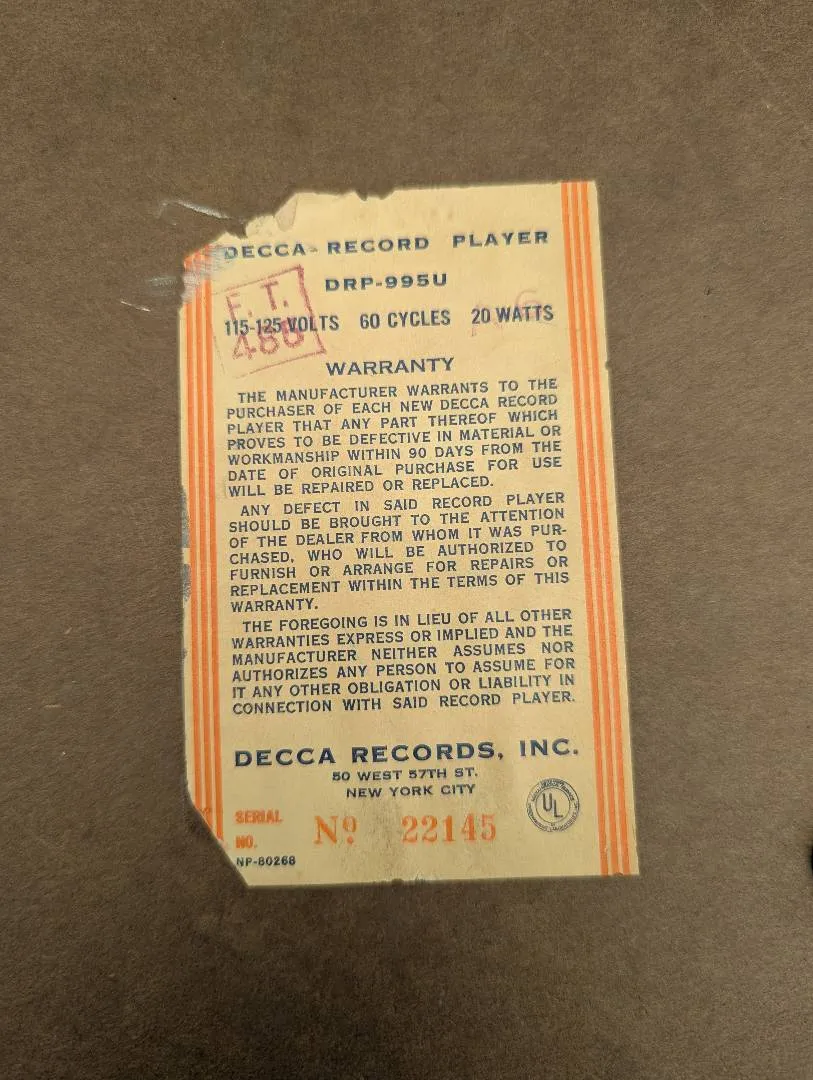 DECCA RECORD PLAYER
DRP-995U
F. T.
115-125 VOLTS 60 CYCLES 20 WATTS
WARRANTY
THE MANUFACTURER WARRANTS TO THE
PURCHASER OF EACH NEW DECCA RECORD
PLAYER THAT ANY PART THEREOF WHICH
PROVES TO BE DEFECTIVE IN MATERIAL OR
WORKMANSHIP WITHIN 90 DAYS FROM THE
DATE OF ORIGINAL PURCHASE FOR USE
WILL BE REPAIRED OR REPLACED.
ANY DEFECT IN SAID RECORD PLAYER
SHOULD BE BROUGHT TO THE ATTENTION
OF THE DEALER FROM WHOM IT WAS PUR-
CHASED, WHO WILL BE AUTHORIZED TO
FURNISH OR ARRANGE FOR REPAIRS OR
REPLACEMENT WITHIN THE TERMS OF THIS
WARRANTY.
THE FOREGOING IS IN LIEU OF ALL OTHER
WARRANTIES EXPRESS OR IMPLIED AND THE
MANUFACTURER NEITHER ASSUMES NOR
AUTHORIZES ANY PERSON TO ASSUME FOR
IT ANY OTHER OBLIGATION OR LIABILITY IN
CONNECTION WITH SAID RECORD PLAYER.
DECCA RECORDS, INC.
50 WEST 57TH ST.
NEW YORK CITY
UL
SERIAL
NO.
Nº 22145
NP-80268